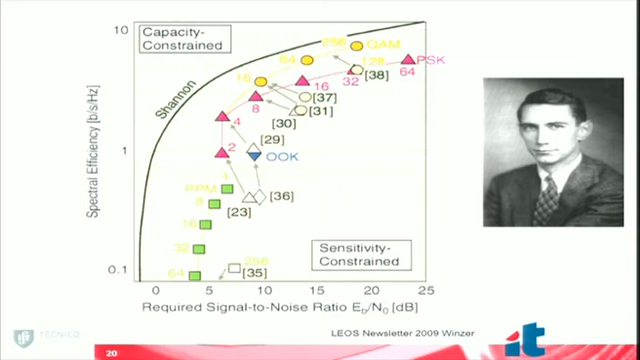 10
Capacity-
Constrained
Shannon
256 QAM
64
128
PSK
[38]
16
32
64
16
[37]
8
[31]
[30]
4
[29]
1
2
OOK
PPM
4
[36]
8
[23]
16
32
Sensitivity-
Constrained
256
0.1
64
[35]
0 5 10 15 20 25
Spectral Efficiency [b/s/Hz]
Required Signal-to-Noise Ratio Eb/N0 [dB]
TÉCNICO
LEOS Newsletter 2009 Winzer
20
it